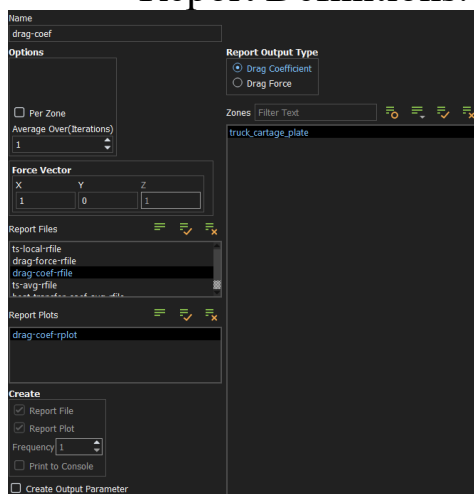 Report Definitions:
Name
drag-coef
Options
Per Zone
Average Over(Iterations)
1
Force Vector
X Y Z
1 0 1
Report Files
ts-local-rfile
drag-force-rfile
drag-coef-rfile
ts-avg-rfile
Report Plots
drag-coef-rplot
Create
Report File
Report Plot
Frequency 1
Print to Console
Create Output Parameter
Report Output Type
Drag Coefficient
Drag Force
Zones Filter Text
truck_cartage_plate